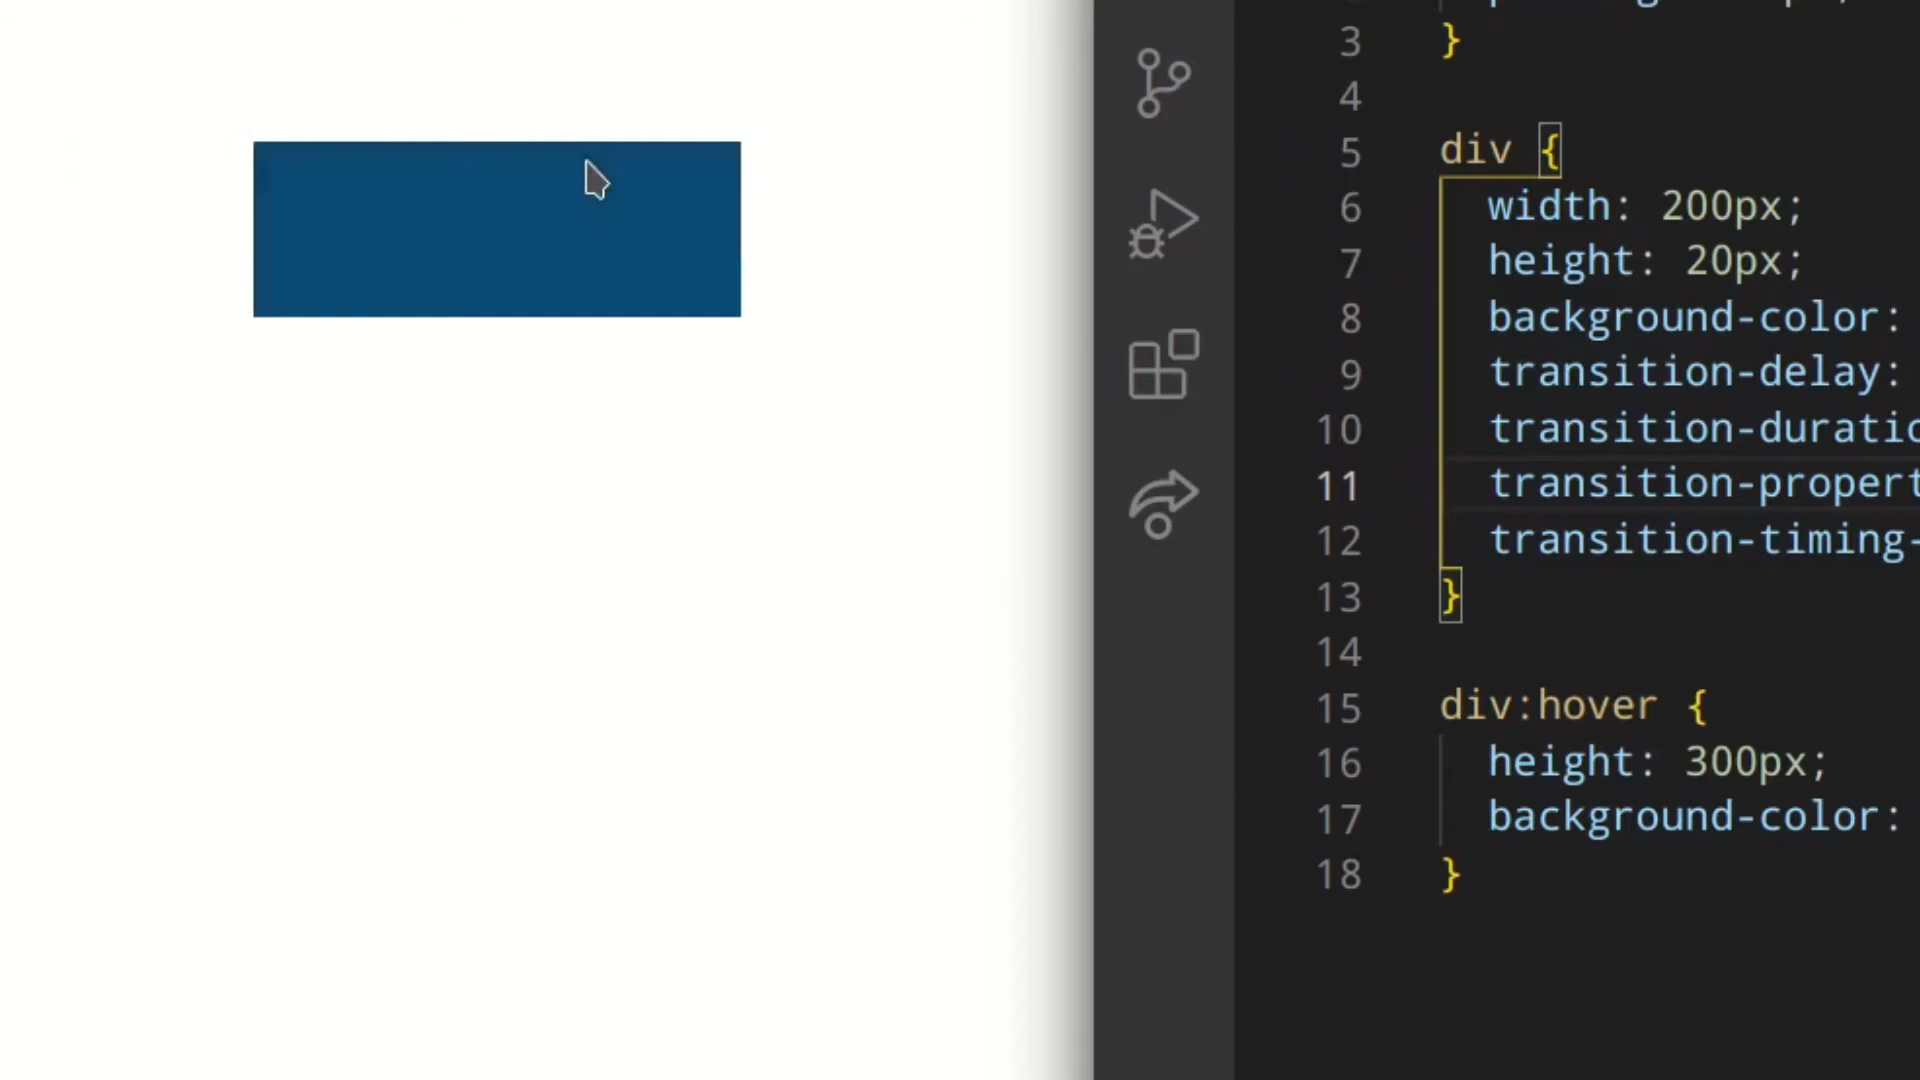 3 }
4
5 div {
6 width: 200px;
7 height: 20px;
8 background-color:
9 transition-delay:
10 transition-duratio
11 transition-propert
12 transition-timing-
13 }
14
15 div:hover {
16 height: 300px;
17 background-color:
18 }